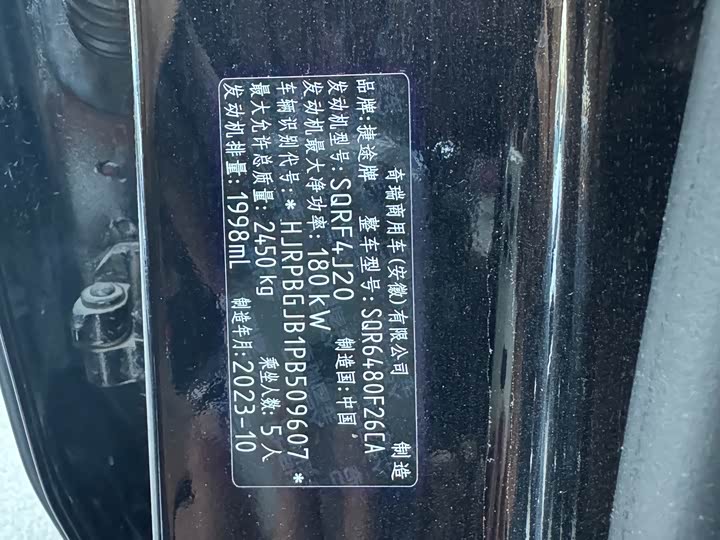 奇瑞商用车(安徽)有限公司 制造
品牌:捷途牌 整车型号:SQR6480F26CA
发动机型号:SQRF4J20 制造国:中国
发动机最大净功率:180kW
车辆识别代号:*HJRPBGJB1PB509607*
最大允许总质量:2450kg 乘坐人数:5人
发动机排量:1998mL 制造年月:2023-10